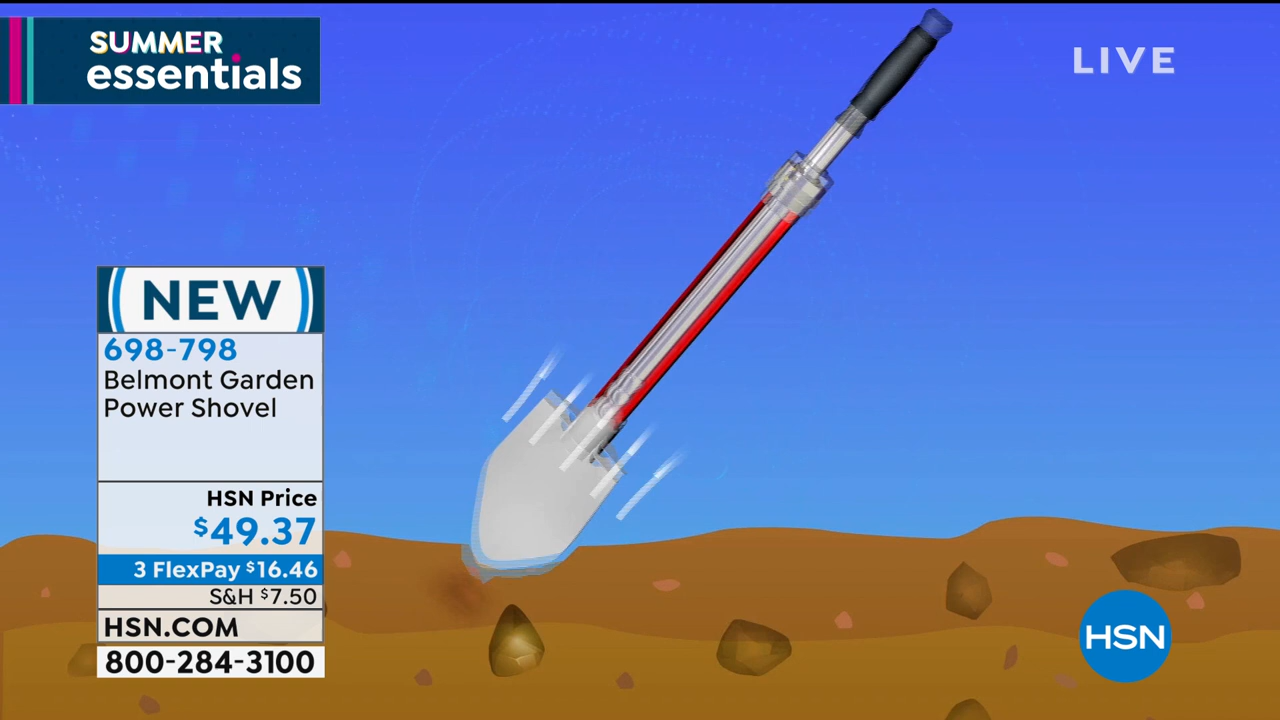 SUMMER
essentials
LIVE
NEW
698-798
Belmont Garden
Power Shovel
HSN Price
$49.37
3 FlexPay $16.46
S&H $7.50
HSN.COM
800-284-3100
HSN